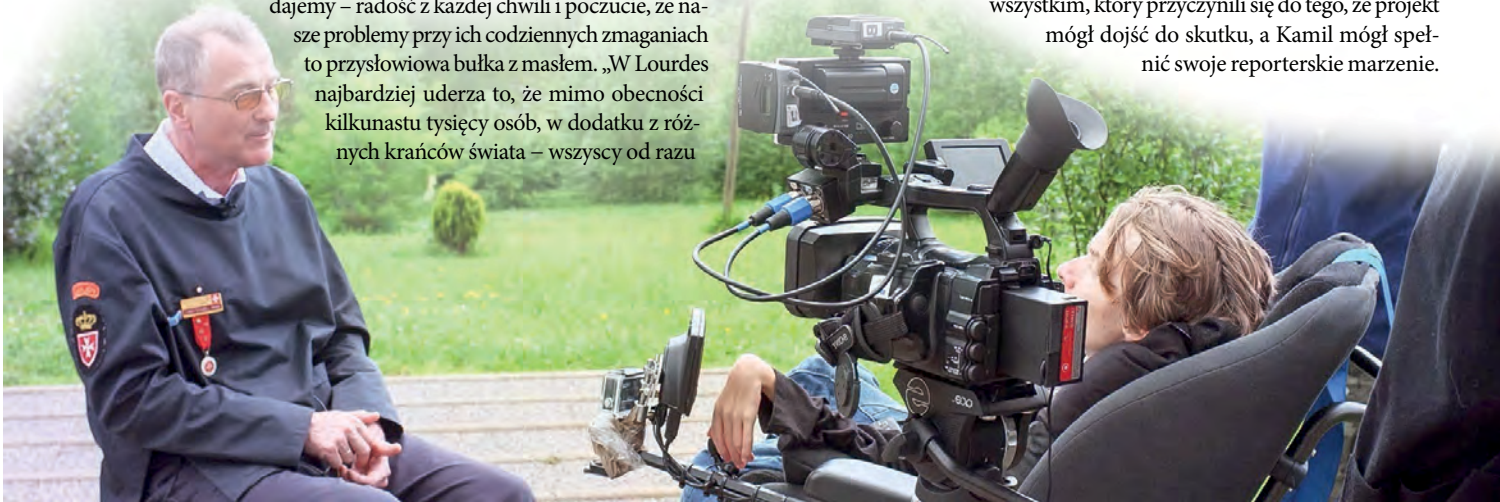 dajemy – radość z każdej chwili i poczucie, że na-
sze problemy przy ich codziennych zmaganiach
to przysłowiowa bułka z masłem. „W Lourdes
najbardziej uderza to, że mimo obecności
kilkunastu tysięcy osób, w dodatku z róż-
nych krańców świata – wszyscy od razu
wszystkim, który przyczynili się do tego, że projekt
mógł dojść do skutku, a Kamil mógł speł-
nić swoje reporterskie marzenie.